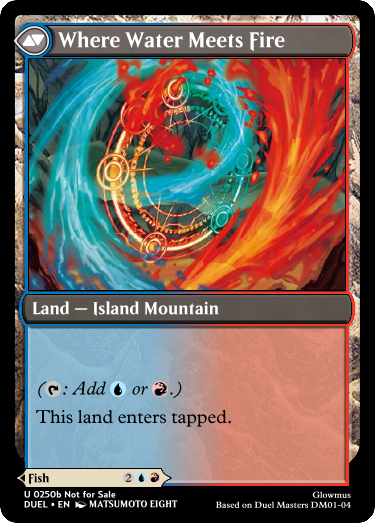 Where Water Meets Fire
Land — Island Mountain
(: Add or .)
This land enters tapped.
Fish 2
U 0250b Not for Sale
DUEL • EN MATSUMOTO EIGHT
Glowmus
Based on Duel Masters DM01-04